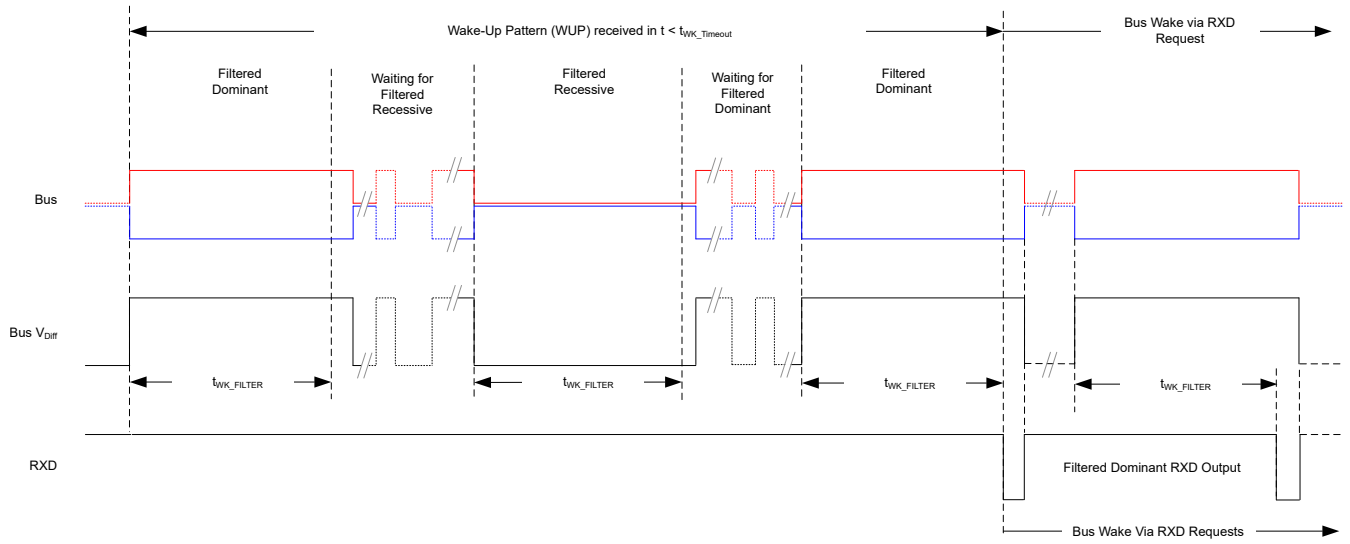 Wake-Up Pattern (WUP) received in t < tWK_Timeout
Bus Wake via RXD
Request
Filtered
Dominant
Waiting for
Filtered
Recessive
Filtered
Recessive
Waiting for
Filtered
Dominant
Filtered
Dominant
Bus
Bus VDiff
tWK_FILTER
tWK_FILTER
tWK_FILTER
tWK_FILTER
RXD
Filtered Dominant RXD Output
Bus Wake Via RXD Requests